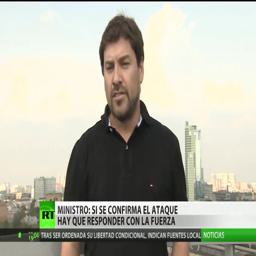 MINISTRO: SI SE CONFIRMA EL ATAQUE
HAY QUE RESPONDER CON LA FUERZA
RT
TRAS SER ORDENADA SU LIBERTAD CONDICIONAL, INDICAN FUENTES LOCALES
NOTICIAS